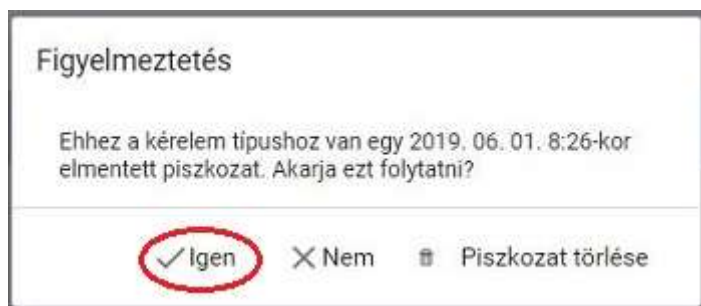 Figyelmeztetés
Ehhez a kérelem típushoz van egy 2019. 06. 01. 8:26-kor
elmentett piszkozat. Akarja ezt folytatni?
Igen Nem Piszkozat törlése